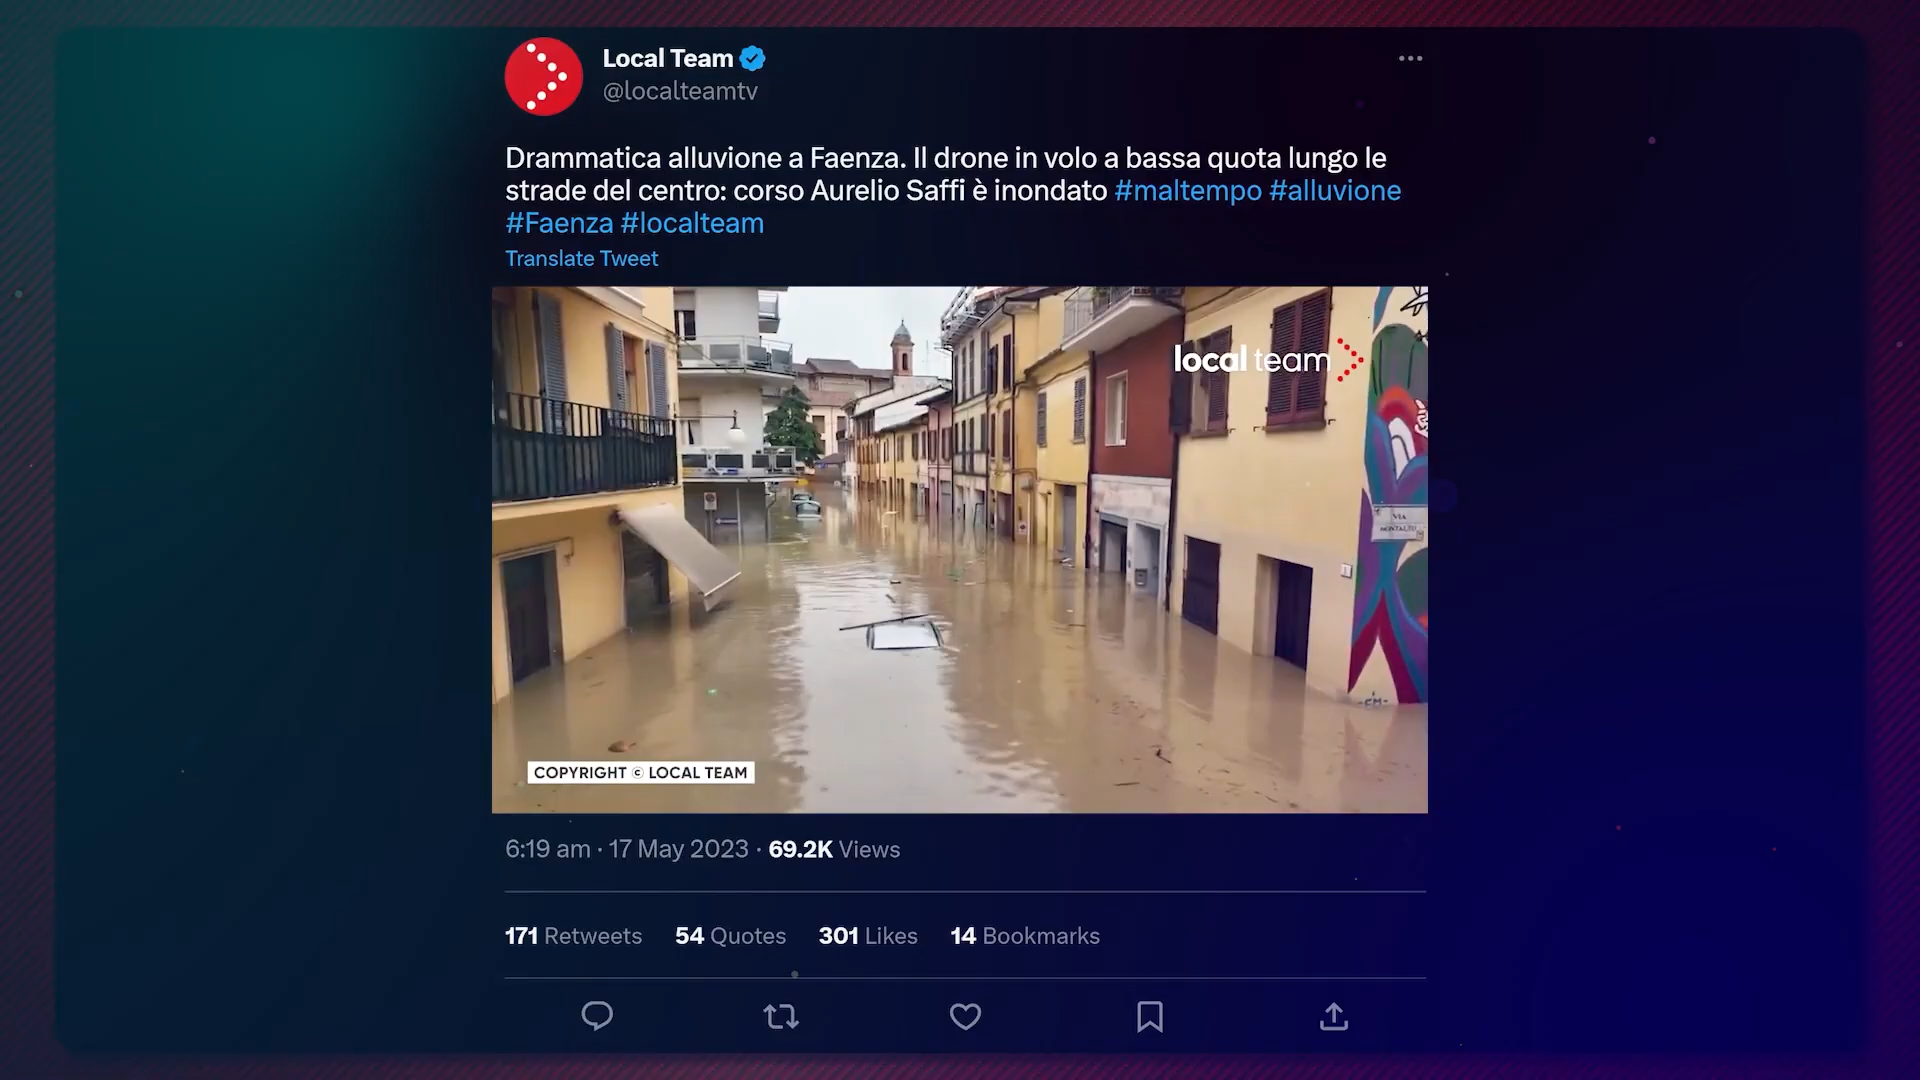 Local Team
@localteamtv
Drammatica alluvione a Faenza. Il drone in volo a bassa quota lungo le
strade del centro: corso Aurelio Saffi è inondato #maltempo #alluvione
#Faenza #localteam
Translate Tweet
local team
VIA
MONTALTO
COPYRIGHT © LOCAL TEAM
6:19 am · 17 May 2023 · 69.2K Views
171 Retweets 54 Quotes 301 Likes 14 Bookmarks